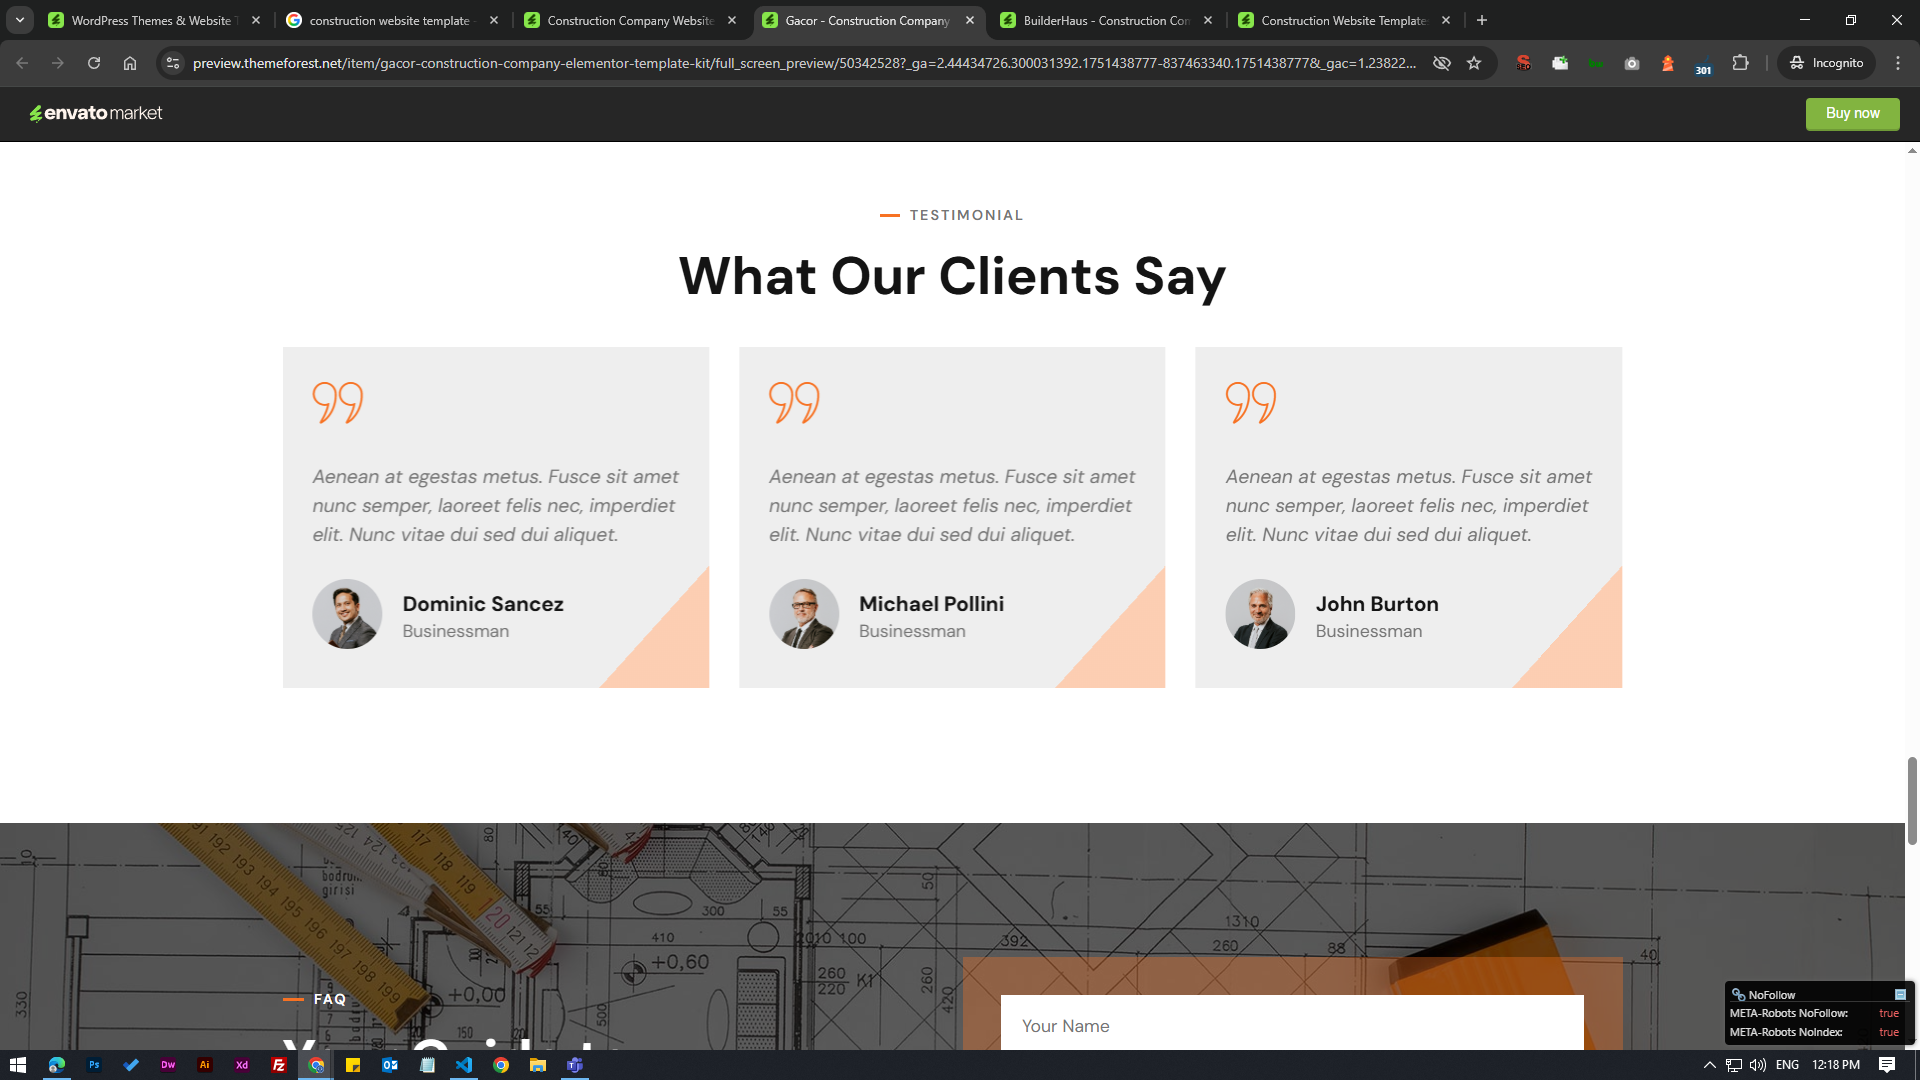 WordPress Themes & Website T
construction website template -
Construction Company Website
Gacor - Construction Company
BuilderHaus - Construction Con
Construction Website Template
preview.themeforest.net/item/gacor-construction-company-elementor-template-kit/full_screen_preview/50342528?_ga=2.44434726.300031392.1751438777-837463340.1751438777&_gac=1.23822...
301
Incognito
envato market
Buy now
TESTIMONIAL
What Our Clients Say
Aenean at egestas metus. Fusce sit amet
nunc semper, laoreet felis nec, imperdiet
elit. Nunc vitae dui sed dui aliquet.
Dominic Sancez
Businessman
Aenean at egestas metus. Fusce sit amet
nunc semper, laoreet felis nec, imperdiet
elit. Nunc vitae dui sed dui aliquet.
Michael Pollini
Businessman
Aenean at egestas metus. Fusce sit amet
nunc semper, laoreet felis nec, imperdiet
elit. Nunc vitae dui sed dui aliquet.
John Burton
Businessman
FAQ
Your Name
NoFollow
META-Robots NoFollow: true
META-Robots NoIndex: true
ENG
12:18 PM